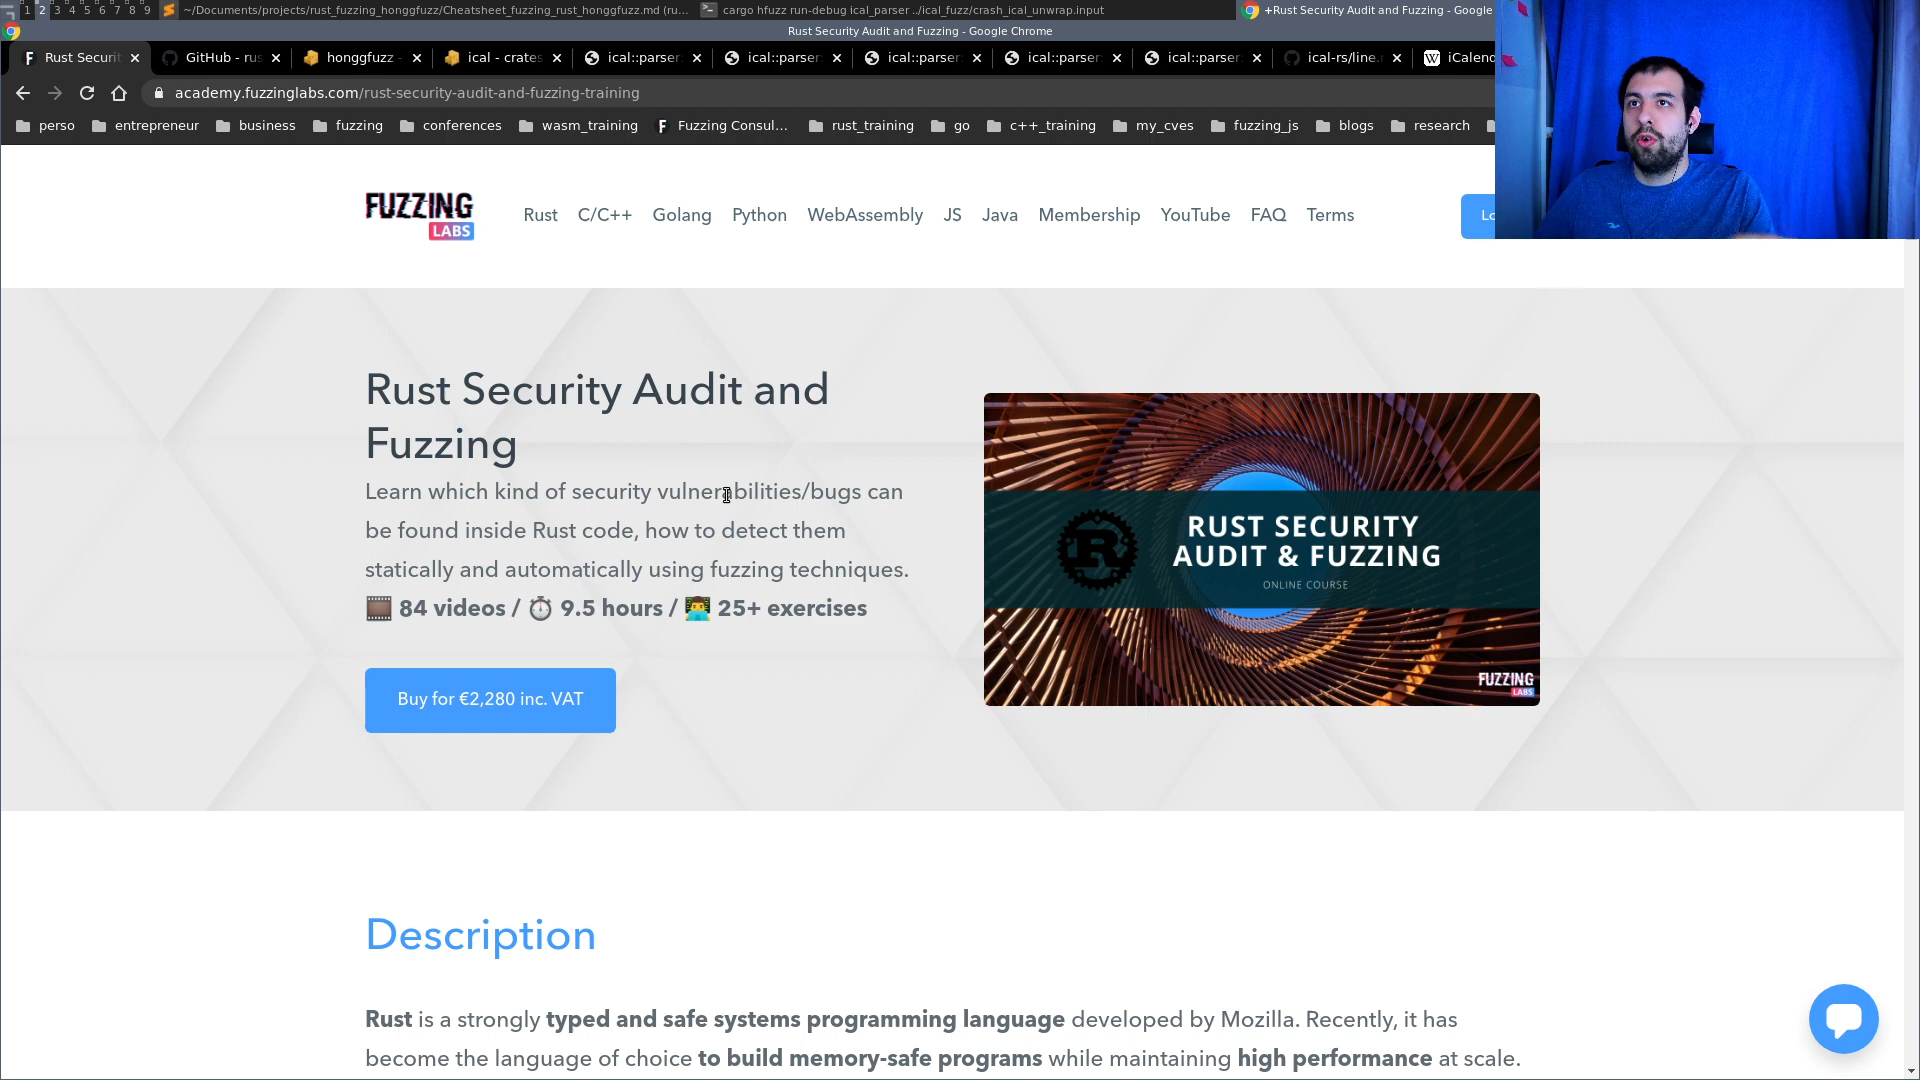 1 2 3 4 5 6 7 8 9 ~/Documents/projects/rust_fuzzing_honggfuzz/Cheatsheet_fuzzing_rust_honggfuzz.md (ru... cargo hfuzz run-debug ical_parser ../ical_fuzz/crash_ical_unwrap.input +Rust Security Audit and Fuzzing - Google
Rust Security Audit and Fuzzing - Google Chrome
Rust Securit GitHub - rus honggfuzz - ical - crates ical::parser: ical::parser: ical::parser: ical::parser: ical::parser: ical-rs/line.r iCalend
academy.fuzzinglabs.com/rust-security-audit-and-fuzzing-training
perso entrepreneur business fuzzing conferences wasm_training Fuzzing Consul... rust_training go c++_training my_cves fuzzing_js blogs research
FUZZING
LABS
Rust C/C++ Golang Python WebAssembly JS Java Membership YouTube FAQ Terms
Lo
Rust Security Audit and
Fuzzing
Learn which kind of security vulnerabilities/bugs can
be found inside Rust code, how to detect them
statically and automatically using fuzzing techniques.
84 videos / 9.5 hours / 25+ exercises
Buy for €2,280 inc. VAT
R
RUST SECURITY
AUDIT & FUZZING
ONLINE COURSE
FUZZING
LABS
Description
Rust is a strongly typed and safe systems programming language developed by Mozilla. Recently, it has
become the language of choice to build memory-safe programs while maintaining high performance at scale.